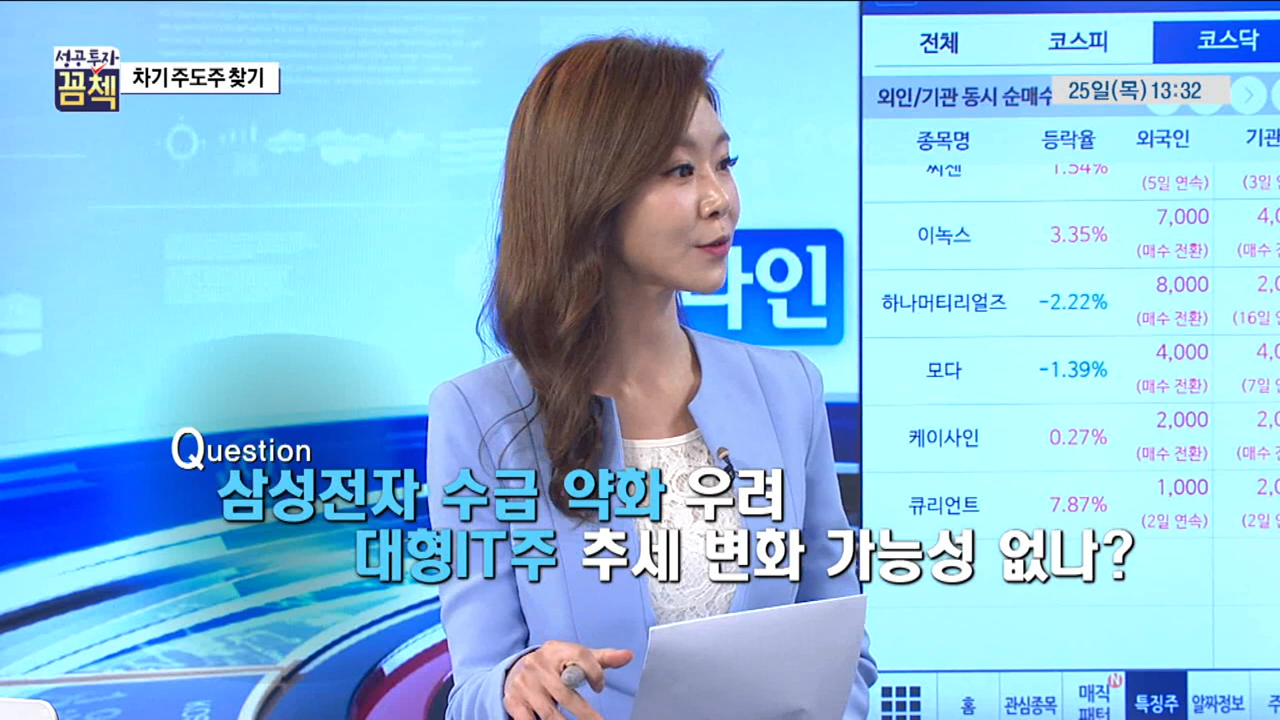 성공투자
꼼첵
차기 주도주 찾기
라인
전체 코스피 코스닥
외인/기관 동시 순매수
25일(목) 13:32
종목명 등락율 외국인 기관
씨젠 1.54% (5일 연속) (3일
이녹스 3.35% 7,000 (매수 전환) (매수
하나머티리얼즈 -2.22% 8,000 (매수 전환) (16일
모다 -1.39% 4,000 (매수 전환) (7일
케이사인 0.27% 2,000 (매수 전환) (매수
큐리언트 7.87% 1,000 (2일 연속) (2일
Question
삼성전자 수급 약화 우려
대형IT주 추세 변화 가능성 없나?
홈 관심종목 매직패턴 N 특징주 알짜정보